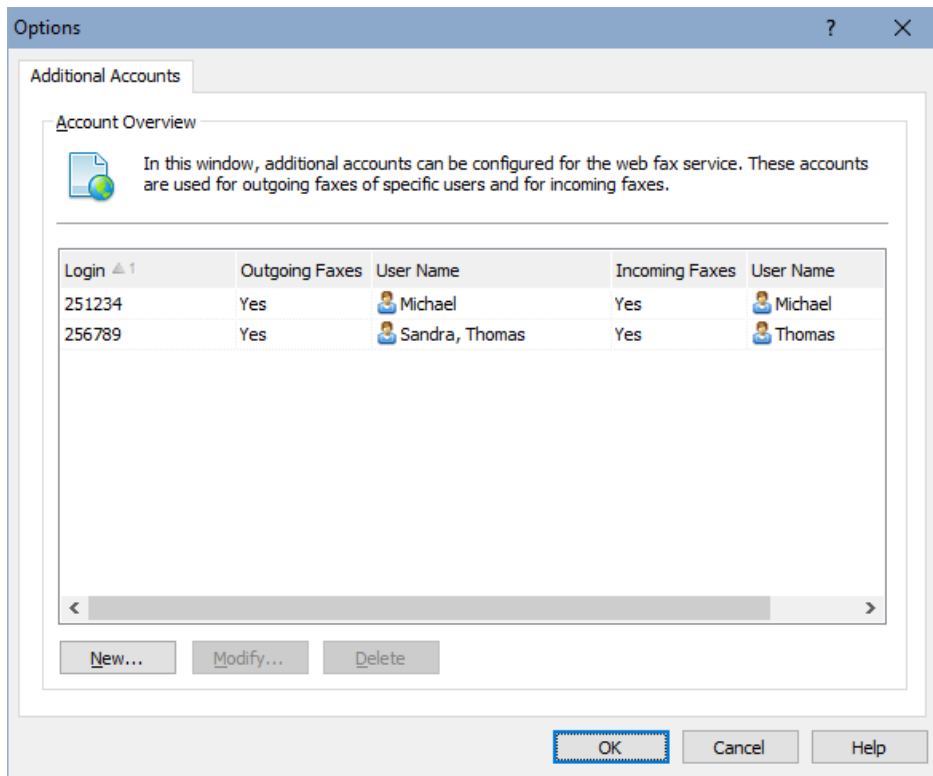 Options ?
Additional Accounts
Account Overview
In this window, additional accounts can be configured for the web fax service. These accounts
are used for outgoing faxes of specific users and for incoming faxes.
Login 1 Outgoing Faxes User Name Incoming Faxes User Name
251234 Yes Michael Yes Michael
256789 Yes Sandra, Thomas Yes Thomas
New... Modify... Delete
OK Cancel Help